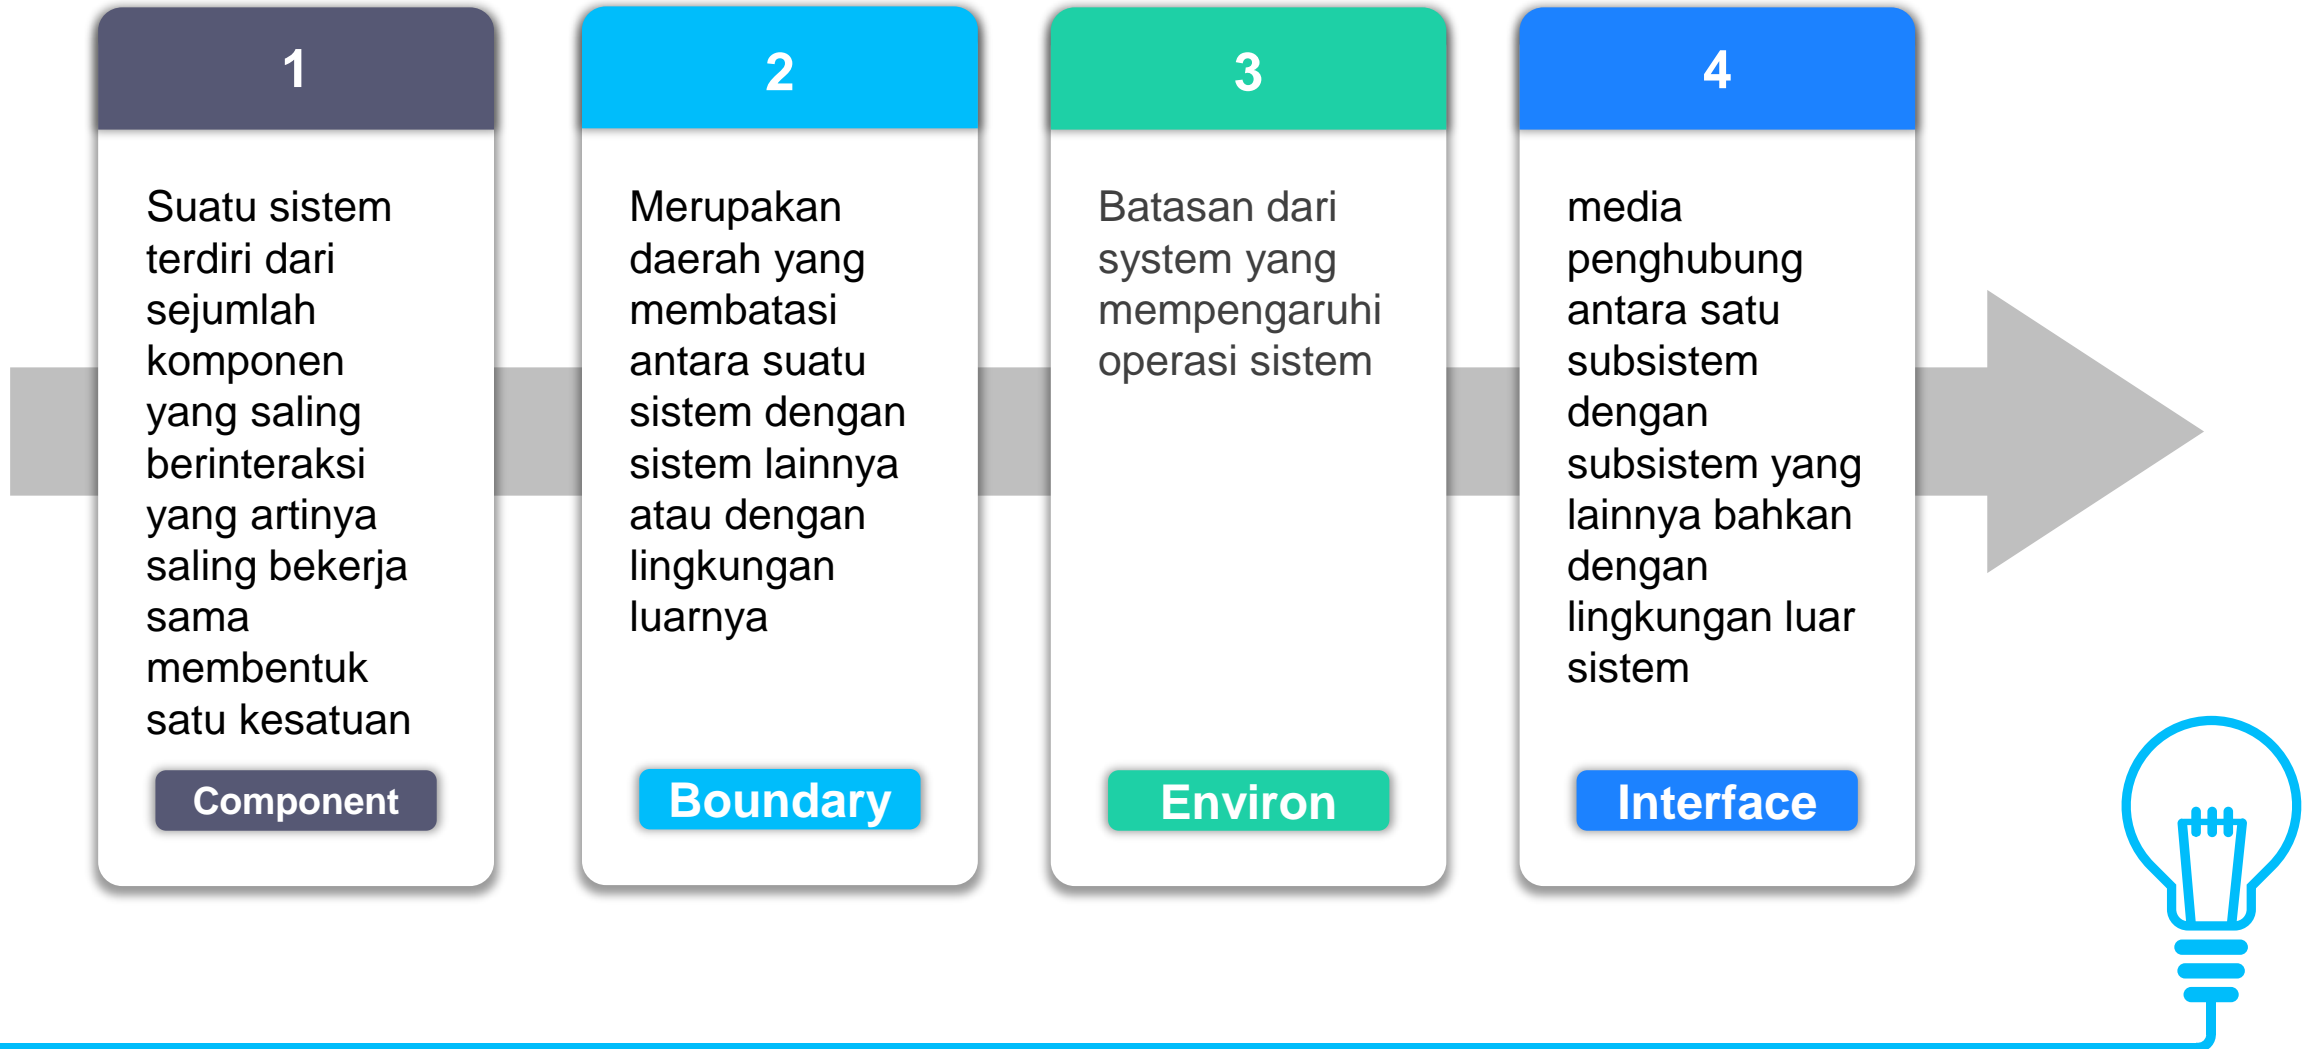 1
Suatu sistem
terdiri dari
sejumlah
komponen
yang saling
berinteraksi
yang artinya
saling bekerja
sama
membentuk
satu kesatuan
Component
2
Merupakan
daerah yang
membatasi
antara suatu
sistem dengan
sistem lainnya
atau dengan
lingkungan
luarnya
Boundary
3
Batasan dari
system yang
mempengaruhi
operasi sistem
Environ
4
media
penghubung
antara satu
subsistem
dengan
subsistem yang
lainnya bahkan
dengan
lingkungan luar
sistem
Interface